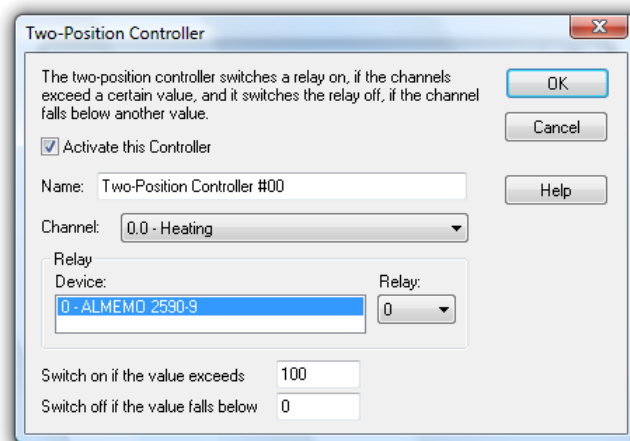 Two-Position Controller
The two-position controller switches a relay on, if the channels
exceed a certain value, and it switches the relay off, if the channel
falls below another value.
OK
Cancel
Activate this Controller
Name: Two-Position Controller #00
Help
Channel: 0.0 - Heating
Relay
Device: Relay:
0 - ALMEMO 2590-9 0
Switch on if the value exceeds 100
Switch off if the value falls below 0